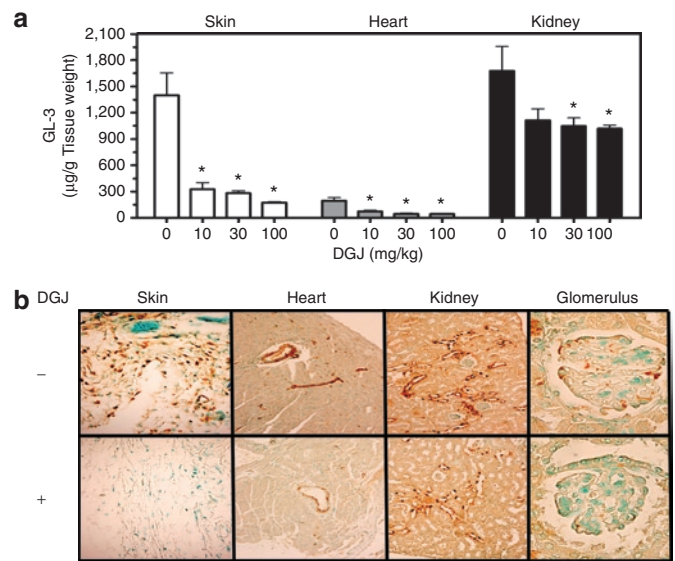 a
Skin Heart Kidney
2,100
1,800
1,500
1,200
900
600
300
0
GL-3
(µg/g Tissue weight)
* * * * * * * *
0 10 30 100 0 10 30 100 0 10 30 100
DGJ (mg/kg)
b DGJ Skin Heart Kidney Glomerulus
−
+